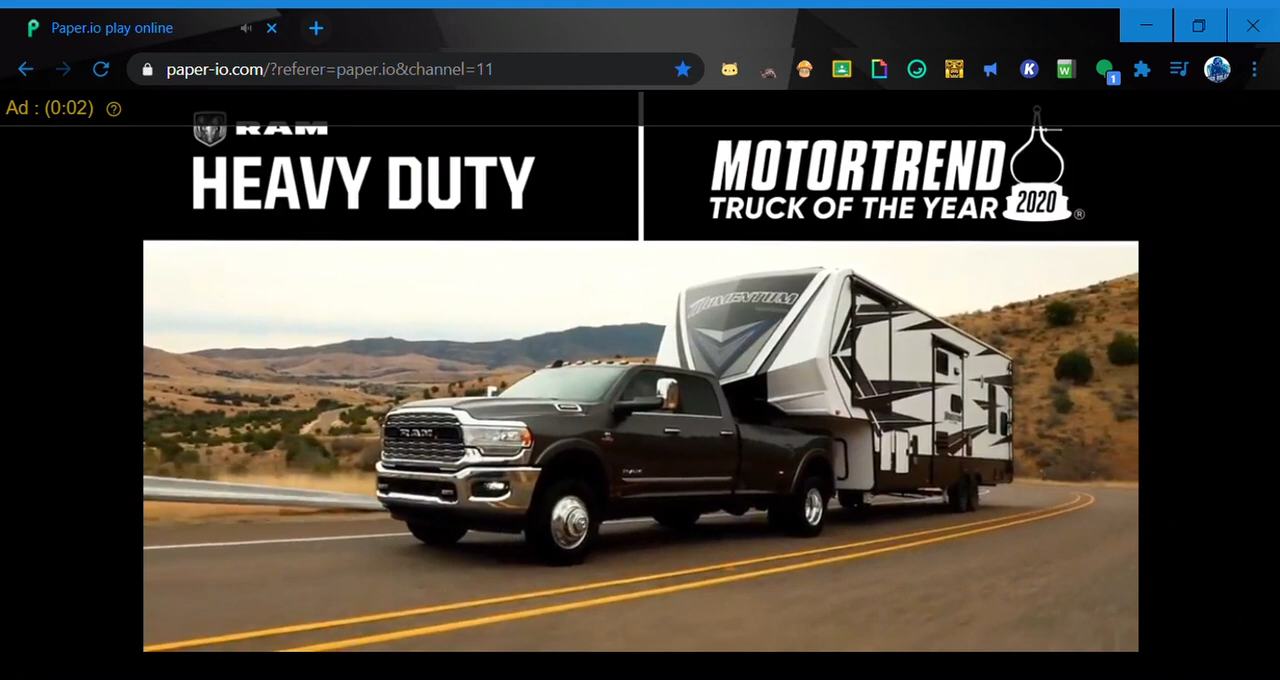 Paper.io play online
paper-io.com/?referer=paper.io&channel=11
K
W
1
Ad : (0:02) ?
RAM
HEAVY DUTY
MOTORTREND
TRUCK OF THE YEAR 2020 ®
MOMENTUM
RAM